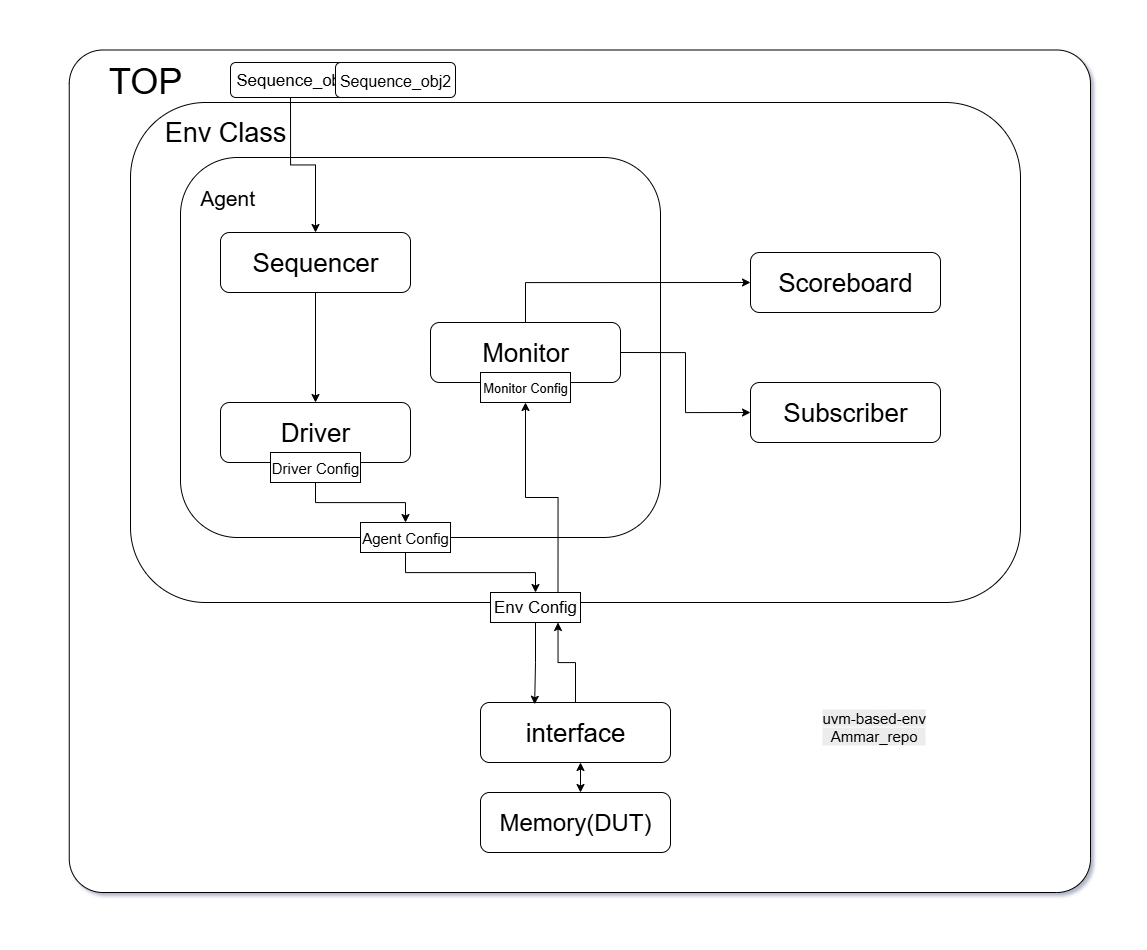 TOP
Sequence_ob
Sequence_obj2
Env Class
Agent
Sequencer
Scoreboard
Monitor
Monitor Config
Subscriber
Driver
Driver Config
Agent Config
Env Config
interface
uvm-based-env
Ammar_repo
Memory(DUT)